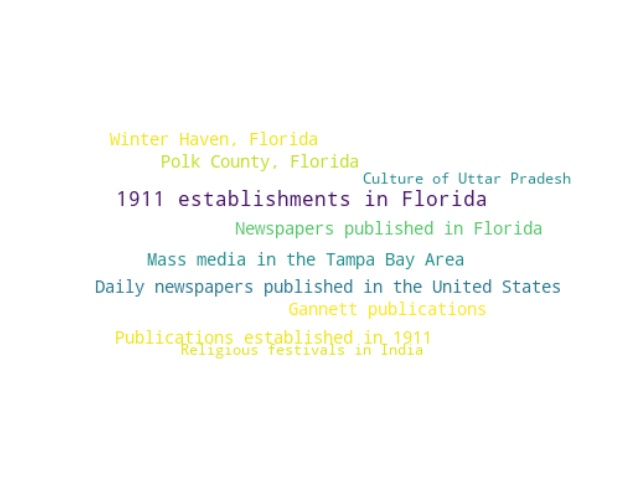 Winter Haven, Florida
Polk County, Florida
Culture of Uttar Pradesh
1911 establishments in Florida
Newspapers published in Florida
Mass media in the Tampa Bay Area
Daily newspapers published in the United States
Gannett publications
Publications established in 1911
Religious festivals in India